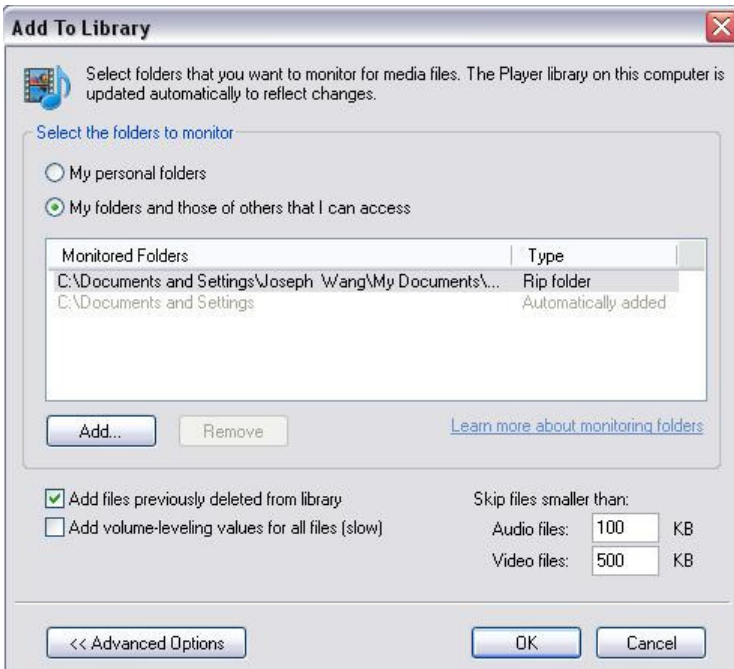 Add To Library
Select folders that you want to monitor for media files. The Player library on this computer is
updated automatically to reflect changes.
Select the folders to monitor
My personal folders
My folders and those of others that I can access
Monitored Folders Type
C:\Documents and Settings\Joseph Wang\My Documents\... Rip folder
C:\Documents and Settings Automatically added
Add... Remove Learn more about monitoring folders
Add files previously deleted from library Skip files smaller than:
Add volume-leveling values for all files (slow) Audio files: 100 KB
Video files: 500 KB
<< Advanced Options OK Cancel